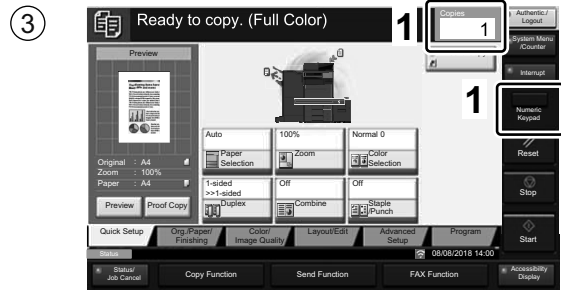 3
Ready to copy. (Full Color)
1
Copies
1
Authentic./
Logout
System Menu
/Counter
Interrupt
1
Numeric
Keypad
Reset
Stop
Start
Preview
Original : A4
Zoom : 100%
Paper : A4
Preview
Proof Copy
Auto
Paper
Selection
100%
Zoom
Normal 0
Color
Selection
1-sided
>>1-sided
Duplex
Off
Combine
Off
Staple
/Punch
Quick Setup
Org./Paper/
Finishing
Color/
Image Quality
Layout/Edit
Advanced
Setup
Program
Status
08/08/2018 14:00
Status/
Job Cancel
Copy Function
Send Function
FAX Function
Accessibility
Display